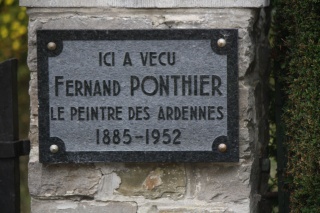 ICI A VECU
FERNAND PONTHIER
LE PEINTRE DES ARDENNES
1885-1952